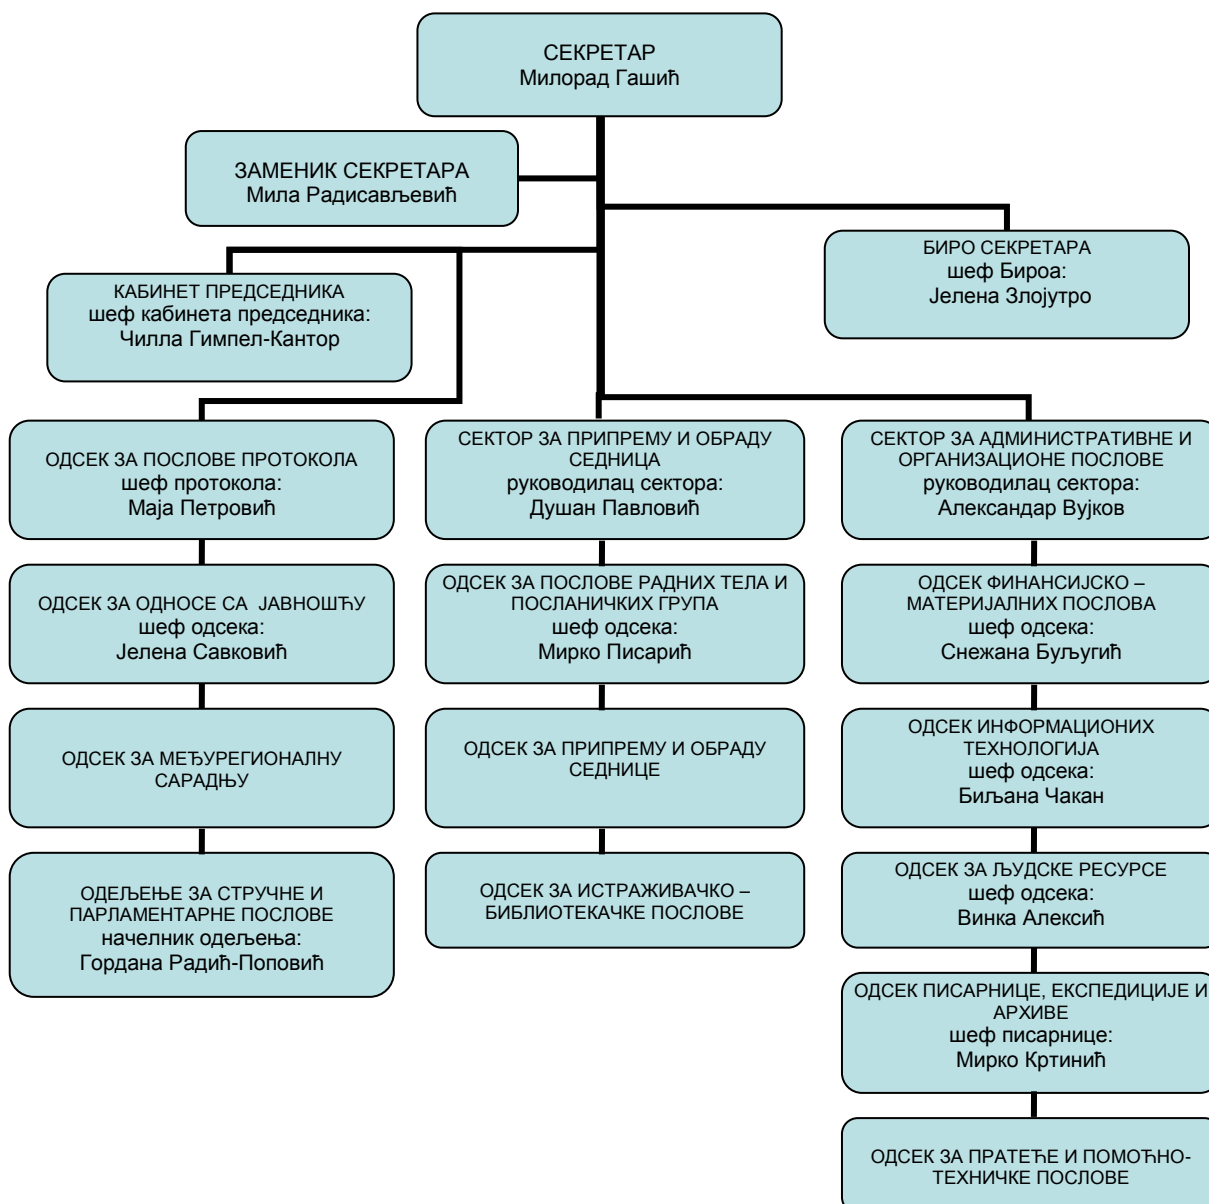 СЕКРЕТАР
Милорад Гашић
ЗАМЕНИК СЕКРЕТАРА
Мила Радисављевић
БИРО СЕКРЕТАРА
шеф Бироа:
Јелена Злојутро
КАБИНЕТ ПРЕДСЕДНИКА
шеф кабинета председника:
Чилла Гимпел-Кантор
ОДСЕК ЗА ПОСЛОВЕ ПРОТОКОЛА
шеф протокола:
Маја Петровић
ОДСЕК ЗА ОДНОСЕ СА ЈАВНОШЋУ
шеф одсека:
Јелена Савковић
ОДСЕК ЗА МЕЂУРЕГИОНАЛНУ
САРАДЊУ
ОДЕЉЕЊЕ ЗА СТРУЧНЕ И
ПАРЛАМЕНТАРНЕ ПОСЛОВЕ
начелник одељења:
Гордана Радић-Поповић
СЕКТОР ЗА ПРИПРЕМУ И ОБРАДУ
СЕДНИЦА
руководилац сектора:
Душан Павловић
ОДСЕК ЗА ПОСЛОВЕ РАДНИХ ТЕЛА И
ПОСЛАНИЧКИХ ГРУПА
шеф одсека:
Мирко Писарић
ОДСЕК ЗА ПРИПРЕМУ И ОБРАДУ
СЕДНИЦЕ
ОДСЕК ЗА ИСТРАЖИВАЧКО –
БИБЛИОТЕКАЧКЕ ПОСЛОВЕ
СЕКТОР ЗА АДМИНИСТРАТИВНЕ И
ОРГАНИЗАЦИОНЕ ПОСЛОВЕ
руководилац сектора:
Александар Вујков
ОДСЕК ФИНАНСИЈСКО –
МАТЕРИЈАЛНИХ ПОСЛОВА
шеф одсека:
Снежана Буљугић
ОДСЕК ИНФОРМАЦИОНИХ
ТЕХНОЛОГИЈА
шеф одсека:
Биљана Чакан
ОДСЕК ЗА ЉУДСКЕ РЕСУРСЕ
шеф одсека:
Винка Алексић
ОДСЕК ПИСАРНИЦЕ, ЕКСПЕДИЦИЈЕ И
АРХИВЕ
шеф писарнице:
Мирко Кртинић
ОДСЕК ЗА ПРАТЕЋЕ И ПОМОЋНО-
ТЕХНИЧКЕ ПОСЛОВЕ